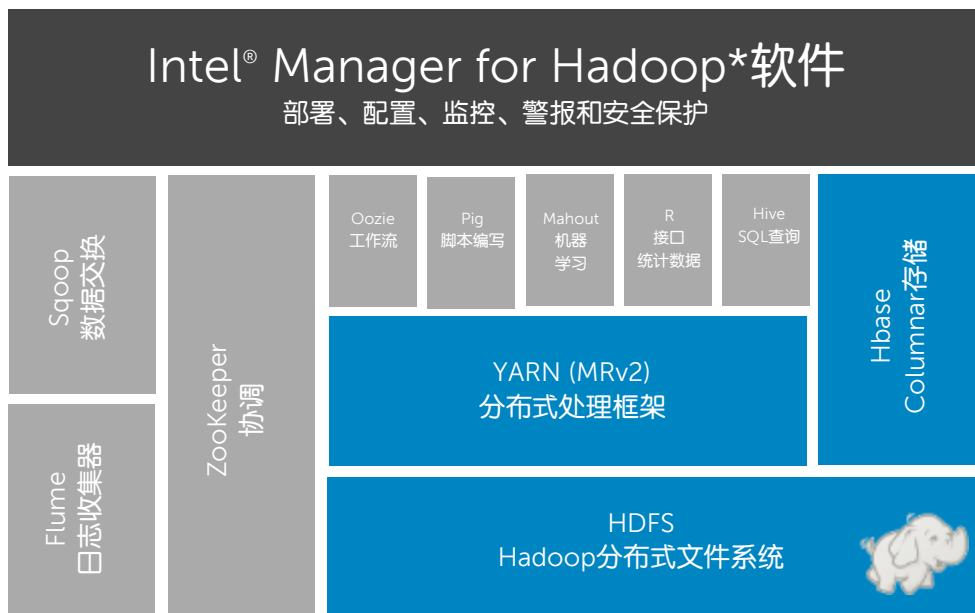 Intel® Manager for Hadoop*软件
部署、配置、监控、警报和安全保护
Sqoop
数据交换
Flume
日志收集器
ZooKeeper
协调
Oozie
工作流
Pig
脚本编写
Mahout
机器
学习
R
接口
统计数据
Hive
SQL查询
Hbase
Columnar存储
YARN (MRv2)
分布式处理框架
HDFS
Hadoop分布式文件系统